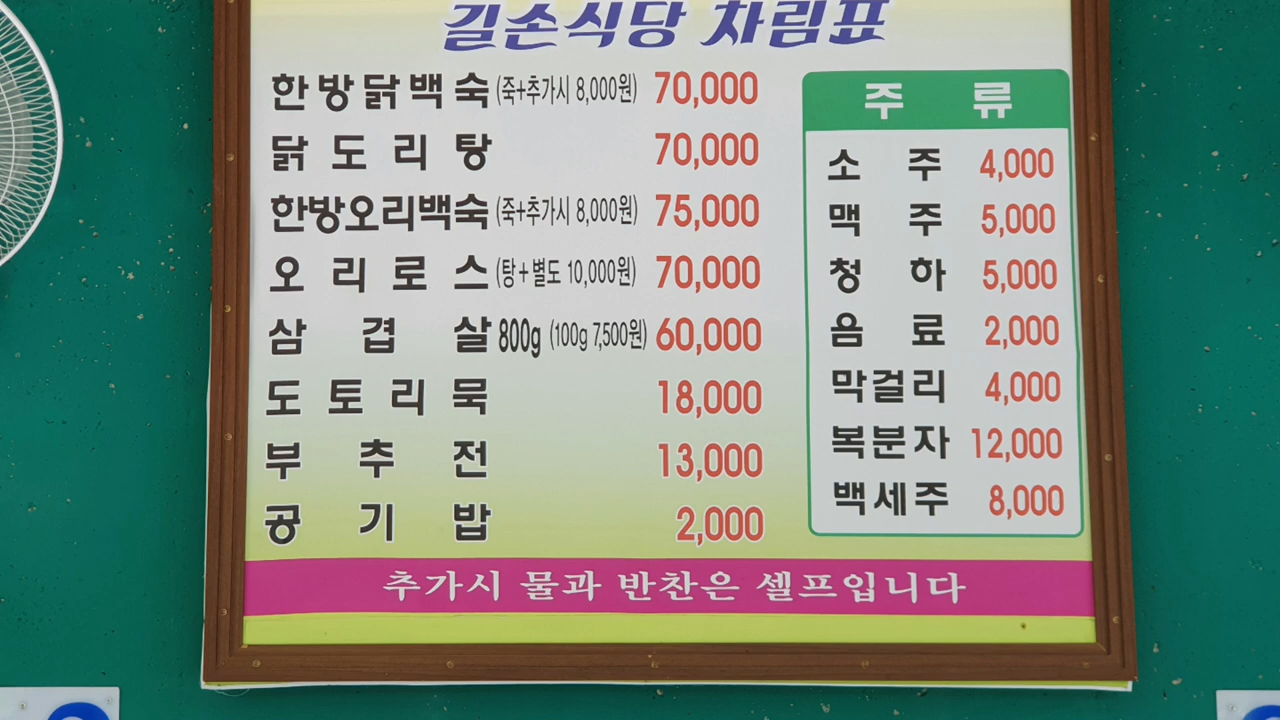 길손식당 차림표
한방닭백숙 (죽+추가시 8,000원) 70,000
닭도리탕 70,000
한방오리백숙 (죽+추가시 8,000원) 75,000
오리로스 (탕+별도 10,000원) 70,000
삼겹살 800g (100g 7,500원) 60,000
도토리묵 18,000
부추전 13,000
공기밥 2,000
주류
소주 4,000
맥주 5,000
청하 5,000
음료 2,000
막걸리 4,000
복분자 12,000
백세주 8,000
추가시 물과 반찬은 셀프입니다